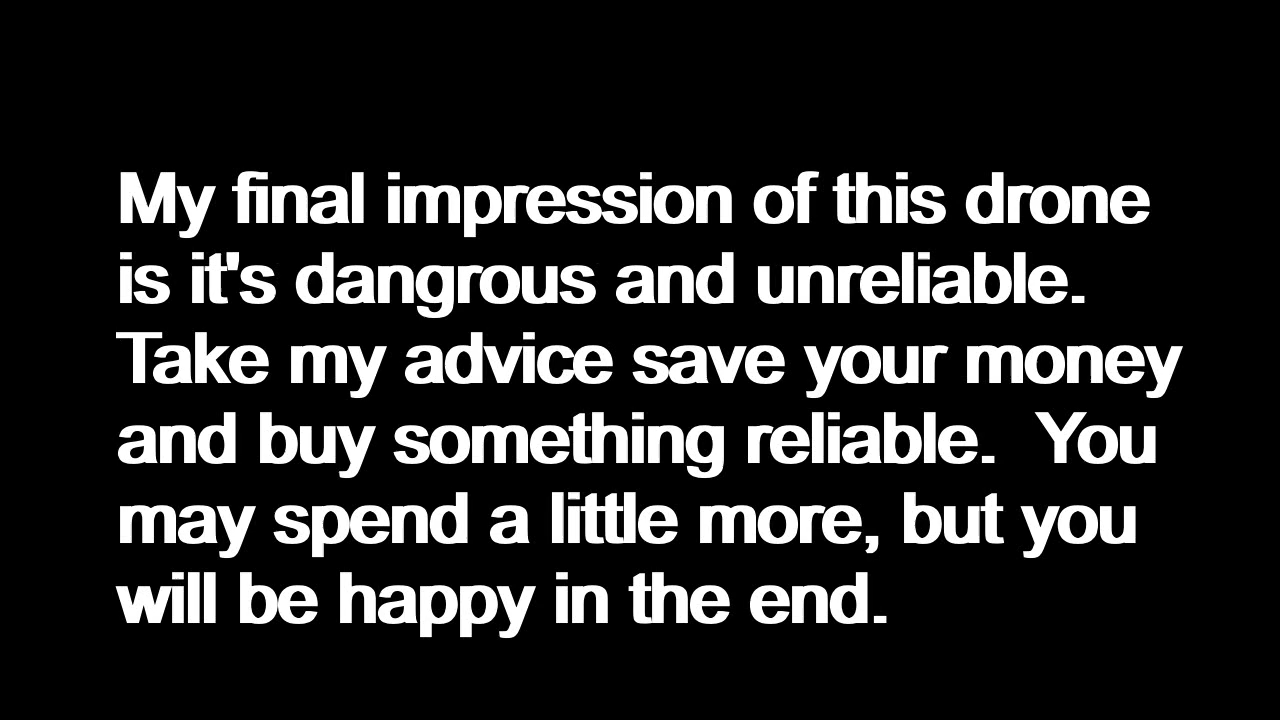 My final impression of this drone
is it's dangrous and unreliable.
Take my advice save your money
and buy something reliable.  You
may spend a little more, but you
will be happy in the end.